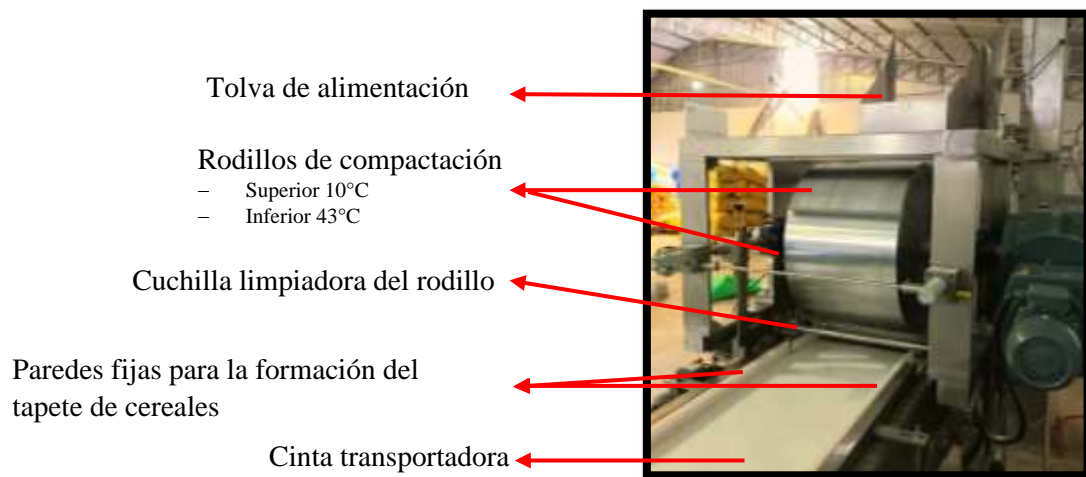 Tolva de alimentación
Rodillos de compactación
– Superior 10°C
– Inferior 43°C
Cuchilla limpiadora del rodillo
Paredes fijas para la formación del
tapete de cereales
Cinta transportadora